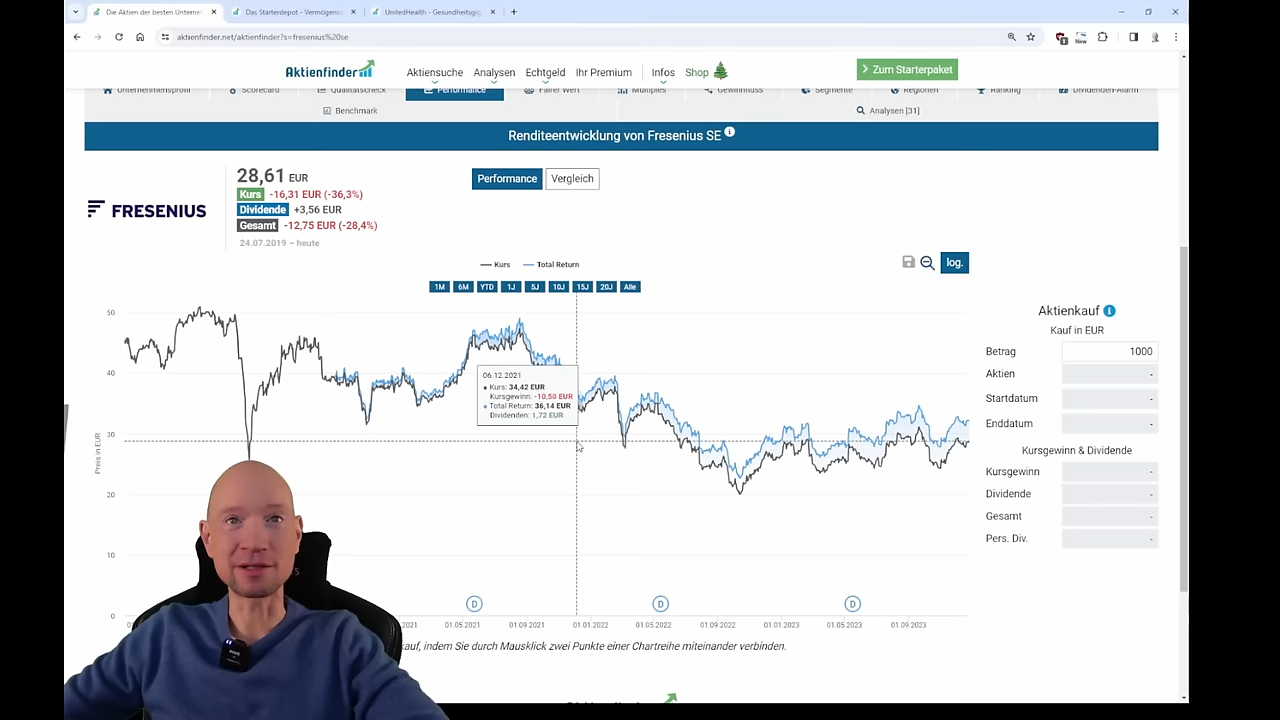 Die Aktien der besten Unterne
Das Starterdepot - Vermögens
UnitedHealth - Gesundheitsgig
aktienfinder.net/aktienfinder?s=fresenius%20se
New
Aktienfinder
Aktiensuche
Analysen
Echtgeld
Ihr Premium
Infos
Shop
Zum Starterpaket
Unternehmensprofil
Scorecard
Qualitätscheck
Performance
Fairer Wert
Multiples
Gewinnfluss
Segmente
Regionen
Ranking
Dividenden-Alarm
Benchmark
Analysen [31]
Renditeentwicklung von Fresenius SE
28,61 EUR
Kurs -16,31 EUR (-36,3%)
Dividende +3,56 EUR
Gesamt -12,75 EUR (-28,4%)
24.07.2019 – heute
FRESENIUS
Performance
Vergleich
Kurs
Total Return
log.
1M 6M YTD 1J 5J 10J 15J 20J Alle
50
40
30
20
10
0
Preis in EUR
06.12.2021
Kurs: 34,42 EUR
Kursgewinn: -10,50 EUR
Total Return: 36,14 EUR
Dividenden: 1,72 EUR
D D D
01.05.2021 01.09.2021 01.01.2022 01.05.2022 01.09.2022 01.01.2023 01.05.2023 01.09.2023
kauf, indem Sie durch Mausklick zwei Punkte einer Chartreihe miteinander verbinden.
Aktienkauf
Kauf in EUR
Betrag 1000
Aktien -
Startdatum -
Enddatum -
Kursgewinn & Dividende
Kursgewinn -
Dividende -
Gesamt -
Pers. Div. -